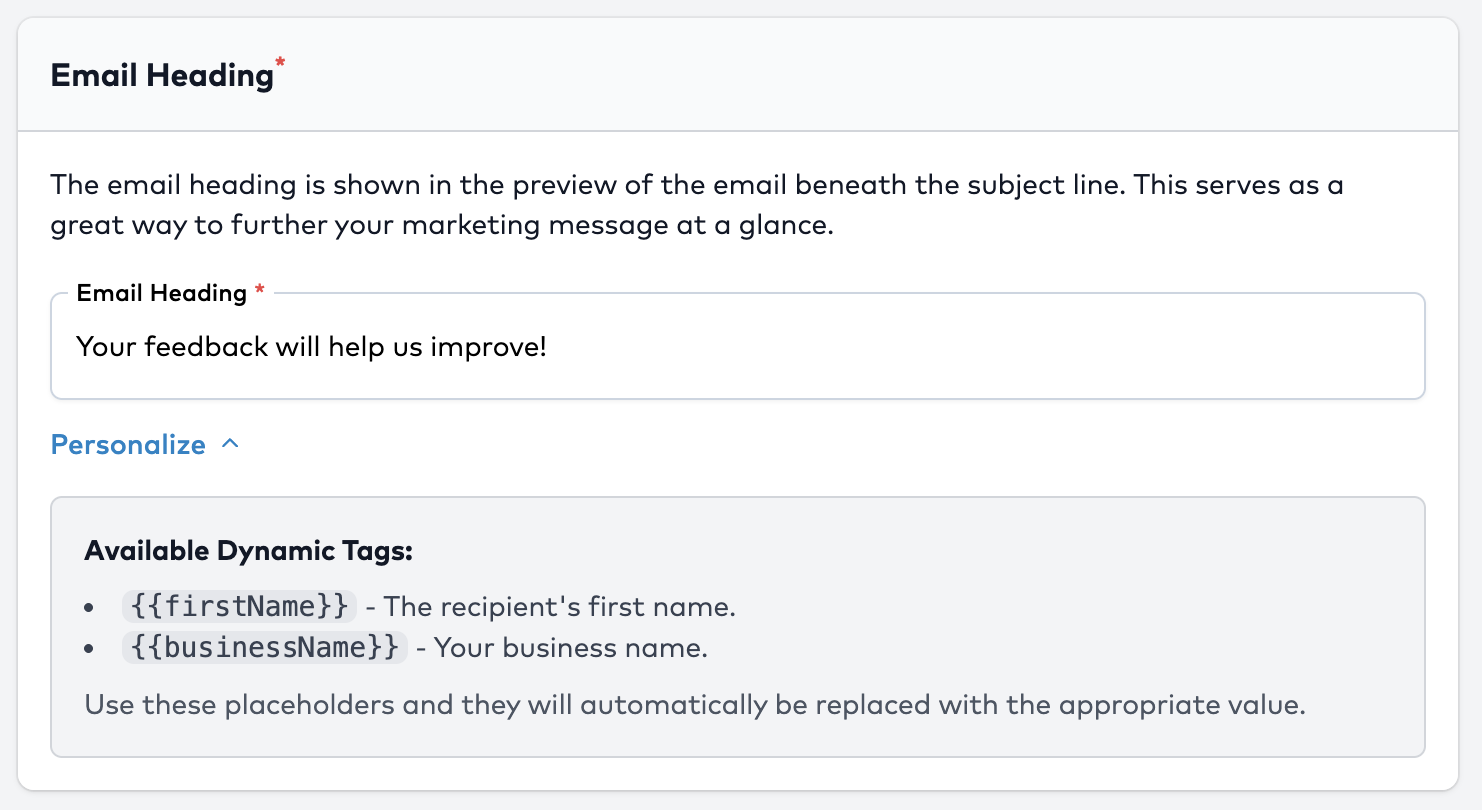 Email Heading*
The email heading is shown in the preview of the email beneath the subject line. This serves as a
great way to further your marketing message at a glance.
Email Heading *
Your feedback will help us improve!
Personalize
Available Dynamic Tags:
• {{firstName}} - The recipient's first name.
• {{businessName}} - Your business name.
Use these placeholders and they will automatically be replaced with the appropriate value.